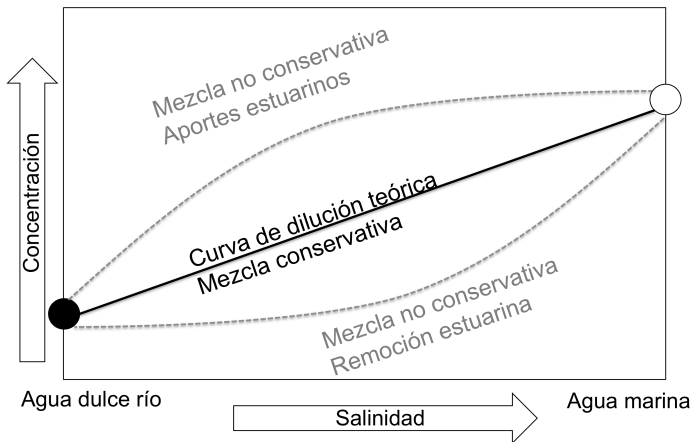 Mezcla no conservativa
Aportes estuarinos
Concentración
Curva de dilución teórica
Mezcla conservativa
Mezcla no conservativa
Remoción estuarina
Agua dulce río
Agua marina
Salinidad